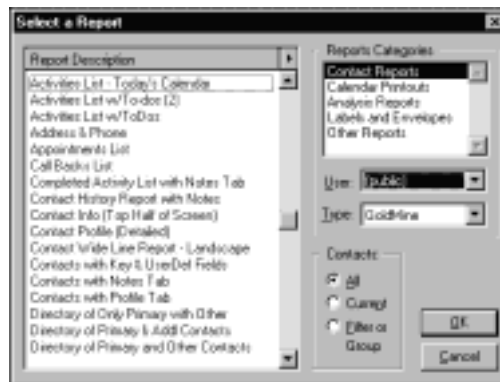 Select a Report
Report Description
Activities List - Today's Calendar
Activities List w/To-dos (2)
Activities List w/ToDos
Address & Phone
Appointments List
Call Backs List
Completed Activity List with Notes Tab
Contact History Report with Notes
Contact Info (Top Half of Screen)
Contact Profile (Detailed)
Contact Wide Line Report - Landscape
Contacts with Key & UserDef Fields
Contacts with Notes Tab
Contacts with Profile Tab
Directory of Only Primary with Other
Directory of Primary & Addl Contacts
Directory of Primary and Other Contacts
Reports Categories
Contact Reports
Calendar Printouts
Analysis Reports
Labels and Envelopes
Other Reports
User: (public)
Type: GoldMine
Contacts
All
Current
Filter or
Group
OK
Cancel